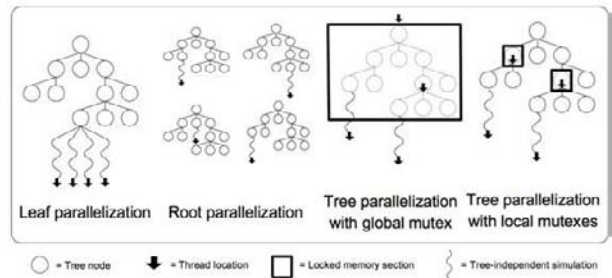 Leaf parallelization
Root parallelization
Tree parallelization
with global mutex
Tree parallelization
with local mutexes
= Tree node
= Thread location
= Locked memory section
= Tree-independent simulation